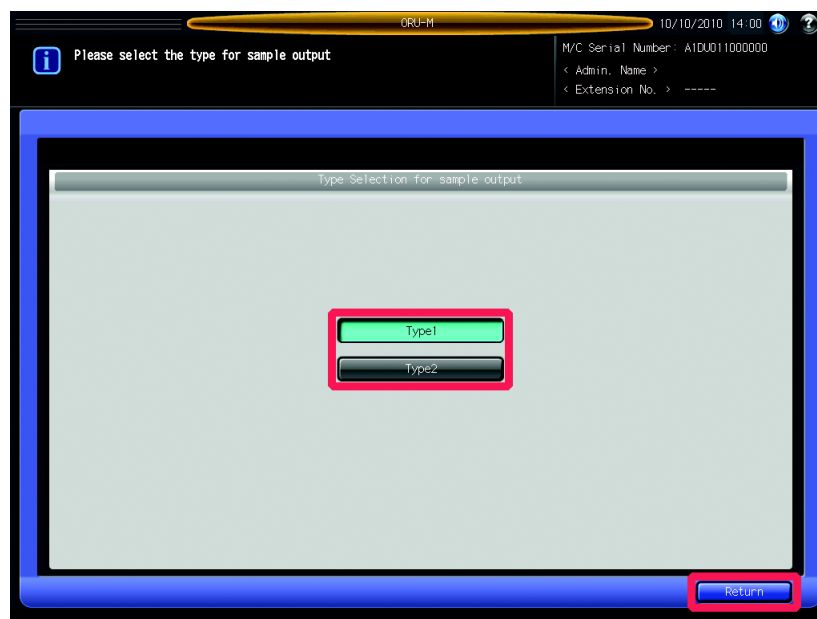 ORU-M
10/10/2010 14:00
Please select the type for sample output
M/C Serial Number: A1DU011000000
< Admin. Name >
< Extension No. > -----
Type Selection for sample output
Type1
Type2
Return